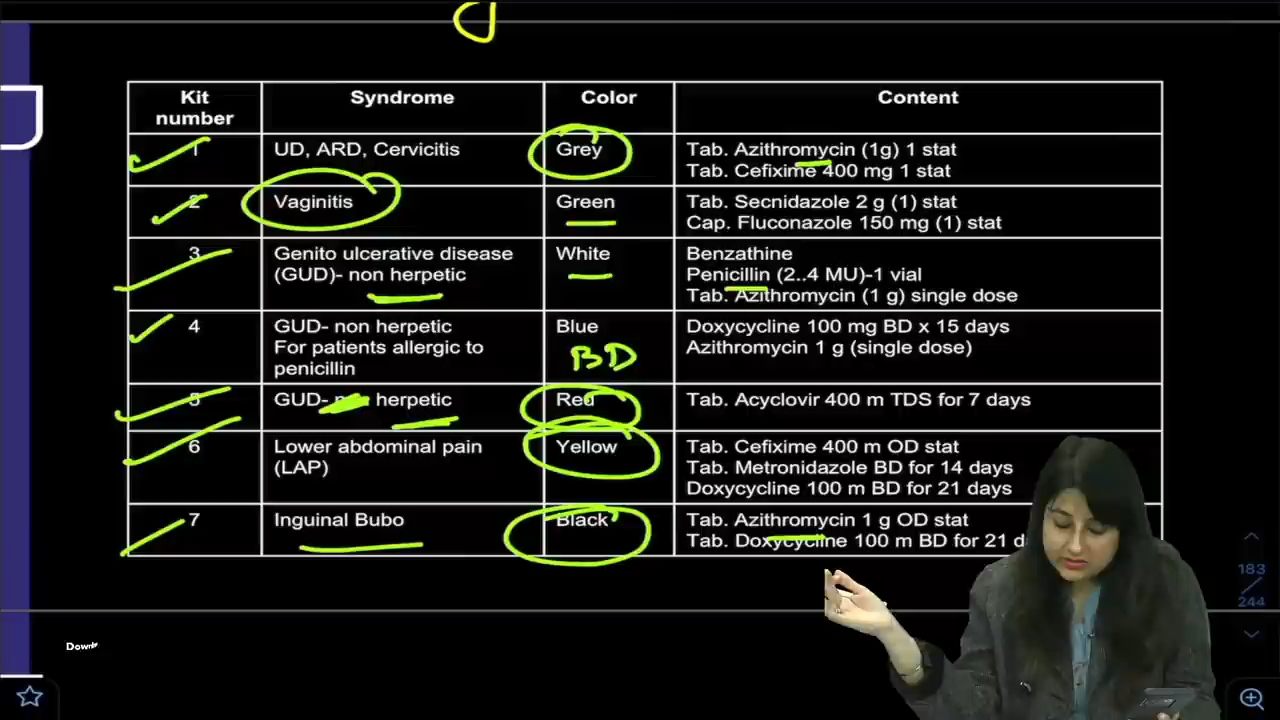 Kit number
Syndrome
Color
Content
1
UD, ARD, Cervicitis
Grey
Tab. Azithromycin (1g) 1 stat
Tab. Cefixime 400 mg 1 stat
2
Vaginitis
Green
Tab. Secnidazole 2 g (1) stat
Cap. Fluconazole 150 mg (1) stat
3
Genito ulcerative disease
(GUD)- non herpetic
White
Benzathine
Penicillin (2..4 MU)-1 vial
Tab. Azithromycin (1 g) single dose
4
GUD- non herpetic
For patients allergic to
penicillin
Blue
BD
Doxycycline 100 mg BD x 15 days
Azithromycin 1 g (single dose)
5
GUD- herpetic
Red
Tab. Acyclovir 400 m TDS for 7 days
6
Lower abdominal pain
(LAP)
Yellow
Tab. Cefixime 400 m OD stat
Tab. Metronidazole BD for 14 days
Doxycycline 100 m BD for 21 days
7
Inguinal Bubo
Black
Tab. Azithromycin 1 g OD stat
Tab. Doxycycline 100 m BD for 21 d
183
244